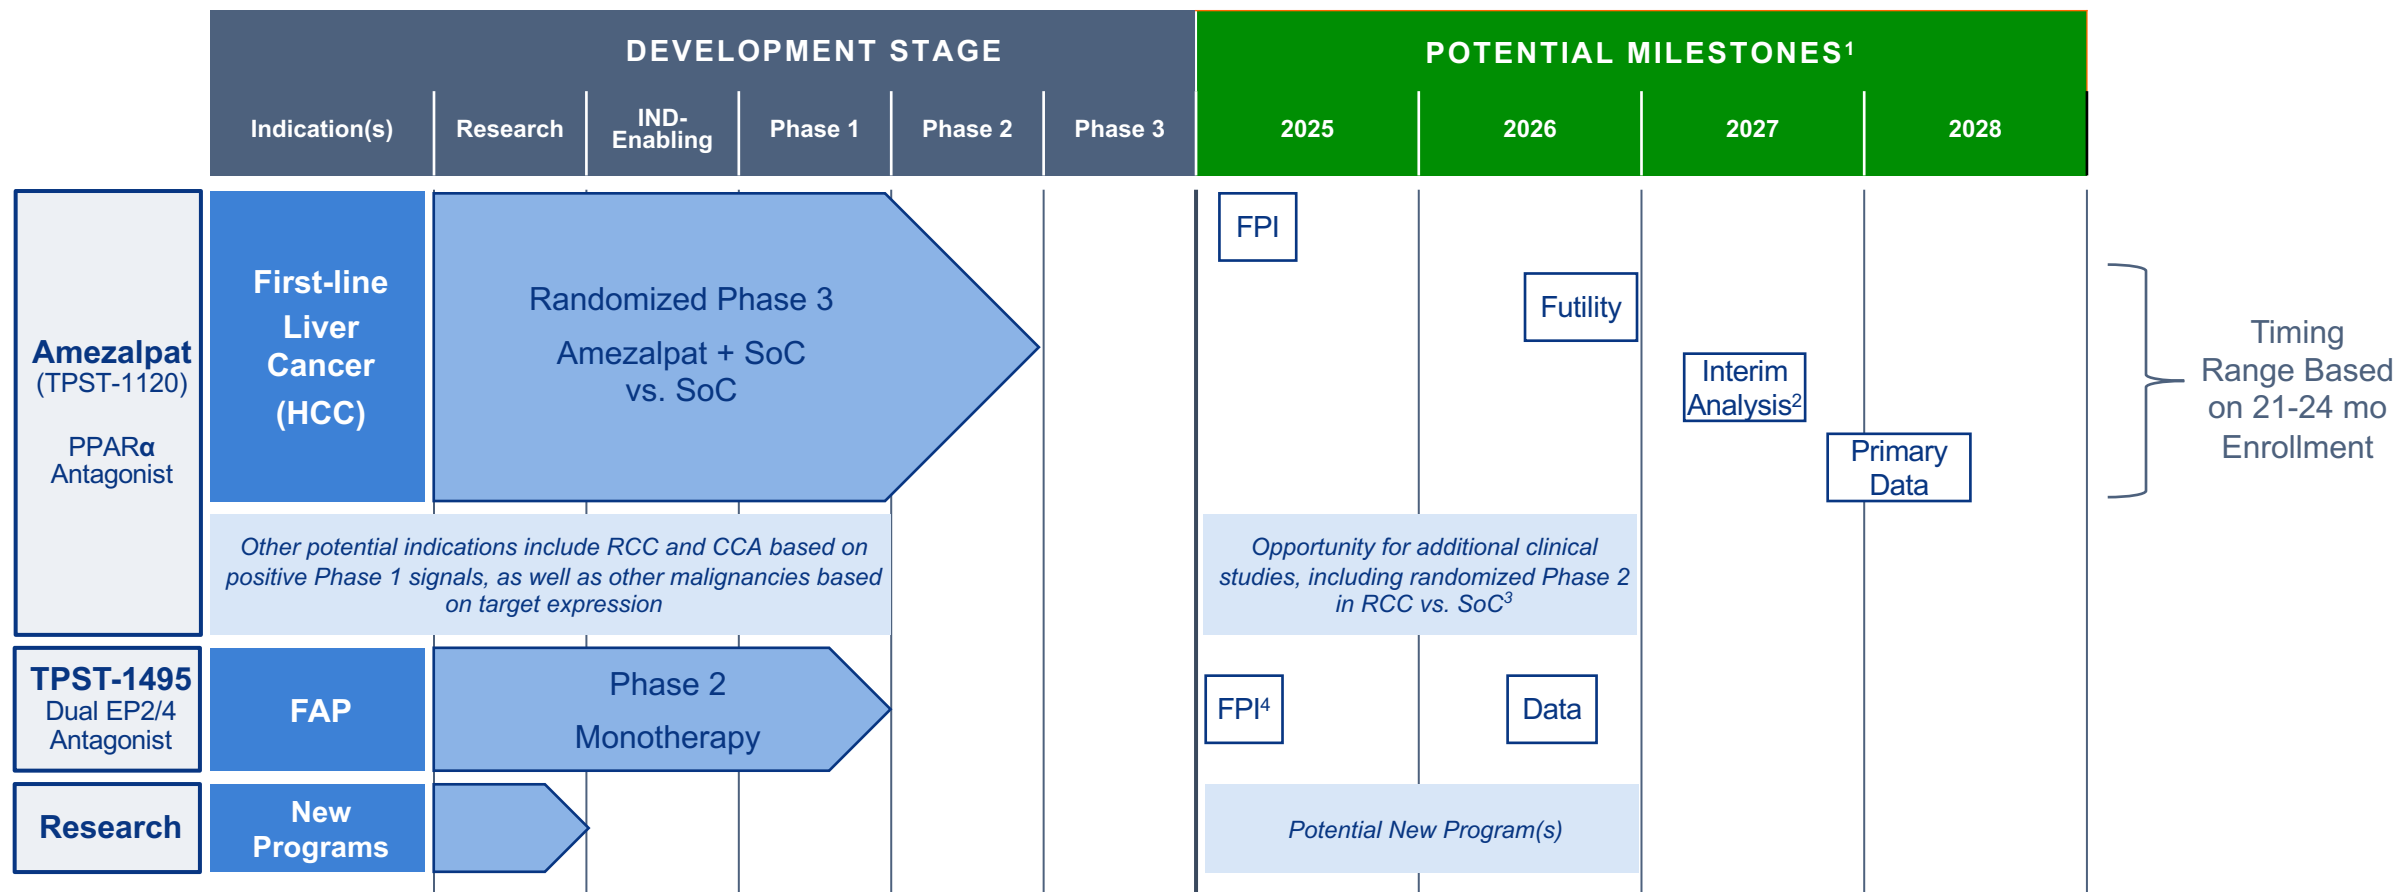 DEVELOPMENT STAGE
POTENTIAL MILESTONES¹
Indication(s)
Research
IND-
Enabling
Phase 1
Phase 2
Phase 3
2025
2026
2027
2028
Amezalpat
(TPST-1120)
PPARα
Antagonist
First-line
Liver
Cancer
(HCC)
Randomized Phase 3
Amezalpat + SoC
vs. SoC
FPI
Futility
Interim
Analysis²
Primary
Data
Timing
Range Based
on 21-24 mo
Enrollment
Other potential indications include RCC and CCA based on
positive Phase 1 signals, as well as other malignancies based
on target expression
Opportunity for additional clinical
studies, including randomized Phase 2
in RCC vs. SoC³
TPST-1495
Dual EP2/4
Antagonist
FAP
Phase 2
Monotherapy
FPI⁴
Data
Research
New
Programs
Potential New Program(s)